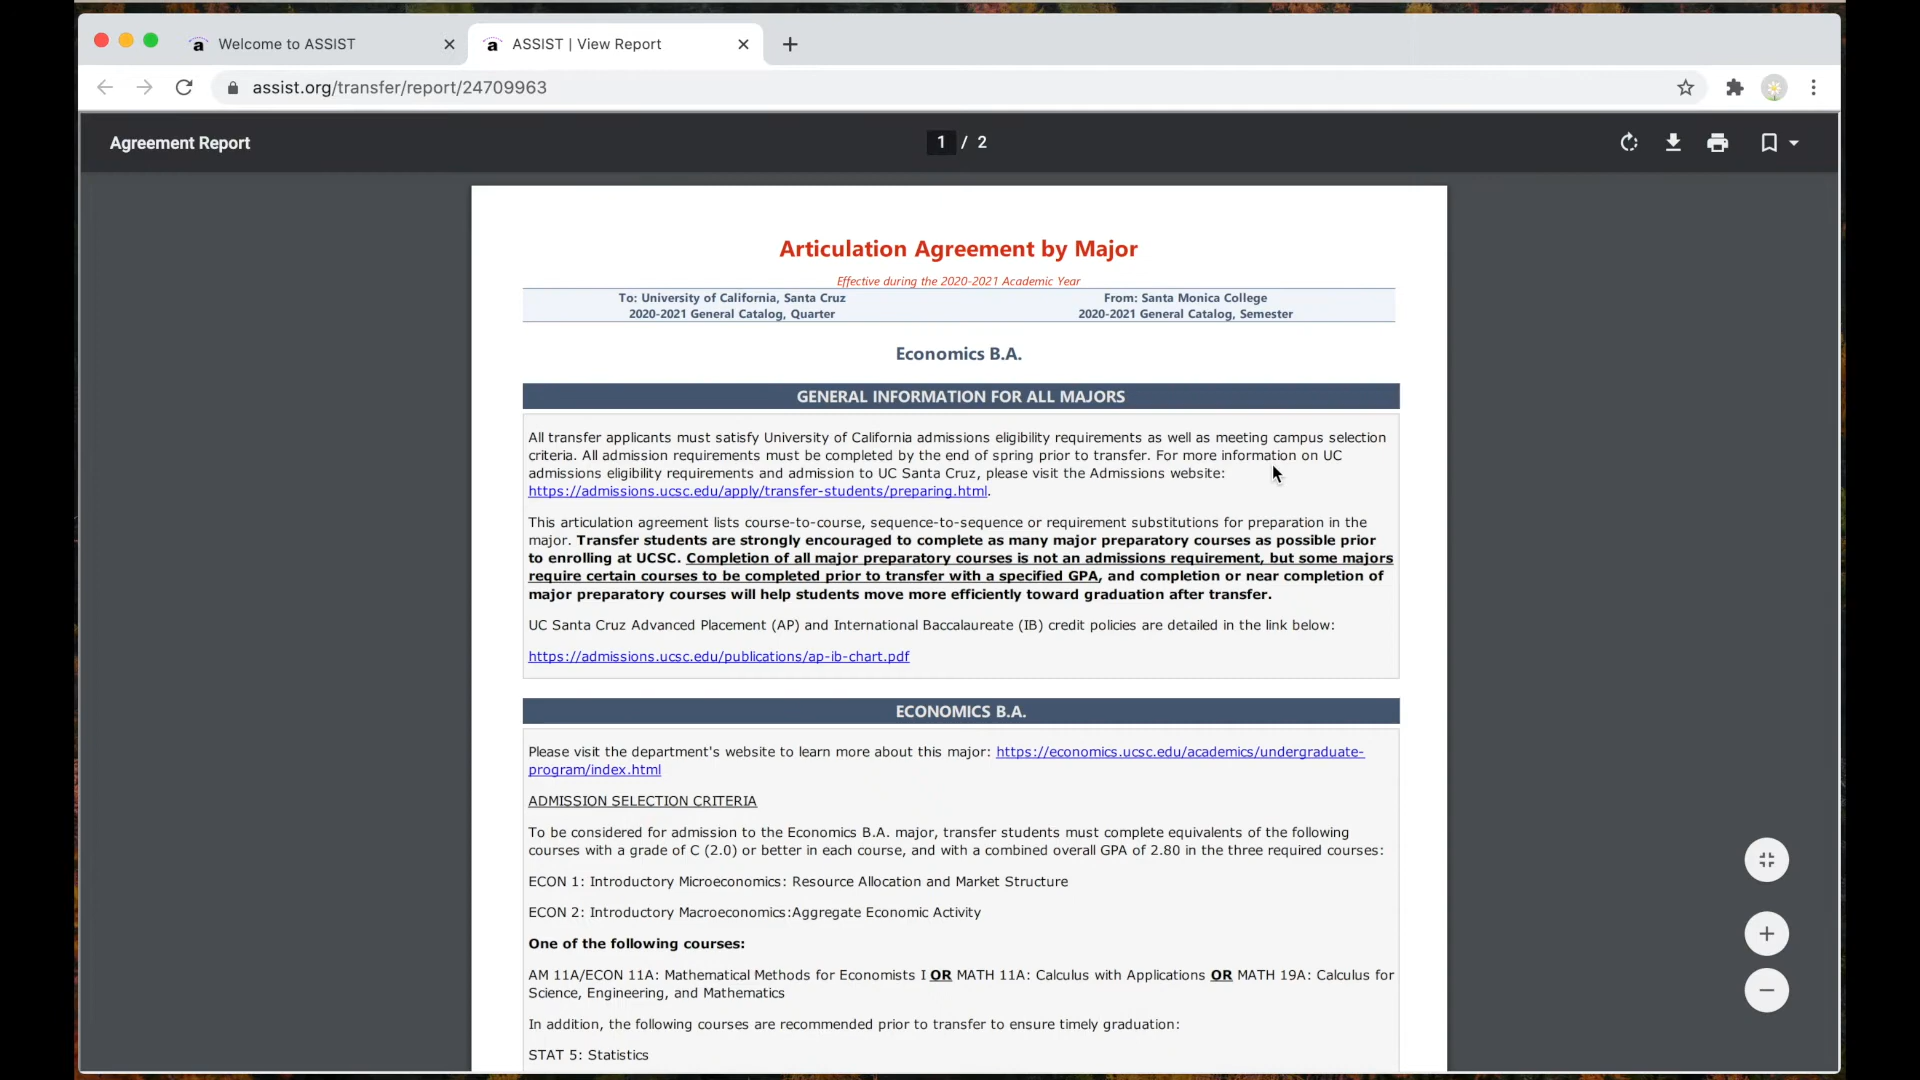 Welcome to ASSIST
ASSIST | View Report
assist.org/transfer/report/24709963
Agreement Report
1 / 2
Articulation Agreement by Major
Effective during the 2020-2021 Academic Year
To: University of California, Santa Cruz
2020-2021 General Catalog, Quarter
From: Santa Monica College
2020-2021 General Catalog, Semester
Economics B.A.
GENERAL INFORMATION FOR ALL MAJORS
All transfer applicants must satisfy University of California admissions eligibility requirements as well as meeting campus selection
criteria. All admission requirements must be completed by the end of spring prior to transfer. For more information on UC
admissions eligibility requirements and admission to UC Santa Cruz, please visit the Admissions website:
https://admissions.ucsc.edu/apply/transfer-students/preparing.html.
This articulation agreement lists course-to-course, sequence-to-sequence or requirement substitutions for preparation in the
major. Transfer students are strongly encouraged to complete as many major preparatory courses as possible prior
to enrolling at UCSC. Completion of all major preparatory courses is not an admissions requirement, but some majors
require certain courses to be completed prior to transfer with a specified GPA, and completion or near completion of
major preparatory courses will help students move more efficiently toward graduation after transfer.
UC Santa Cruz Advanced Placement (AP) and International Baccalaureate (IB) credit policies are detailed in the link below:
https://admissions.ucsc.edu/publications/ap-ib-chart.pdf
ECONOMICS B.A.
Please visit the department's website to learn more about this major: https://economics.ucsc.edu/academics/undergraduate-
program/index.html
ADMISSION SELECTION CRITERIA
To be considered for admission to the Economics B.A. major, transfer students must complete equivalents of the following
courses with a grade of C (2.0) or better in each course, and with a combined overall GPA of 2.80 in the three required courses:
ECON 1: Introductory Microeconomics: Resource Allocation and Market Structure
ECON 2: Introductory Macroeconomics:Aggregate Economic Activity
One of the following courses:
AM 11A/ECON 11A: Mathematical Methods for Economists I OR MATH 11A: Calculus with Applications OR MATH 19A: Calculus for
Science, Engineering, and Mathematics
In addition, the following courses are recommended prior to transfer to ensure timely graduation:
STAT 5: Statistics